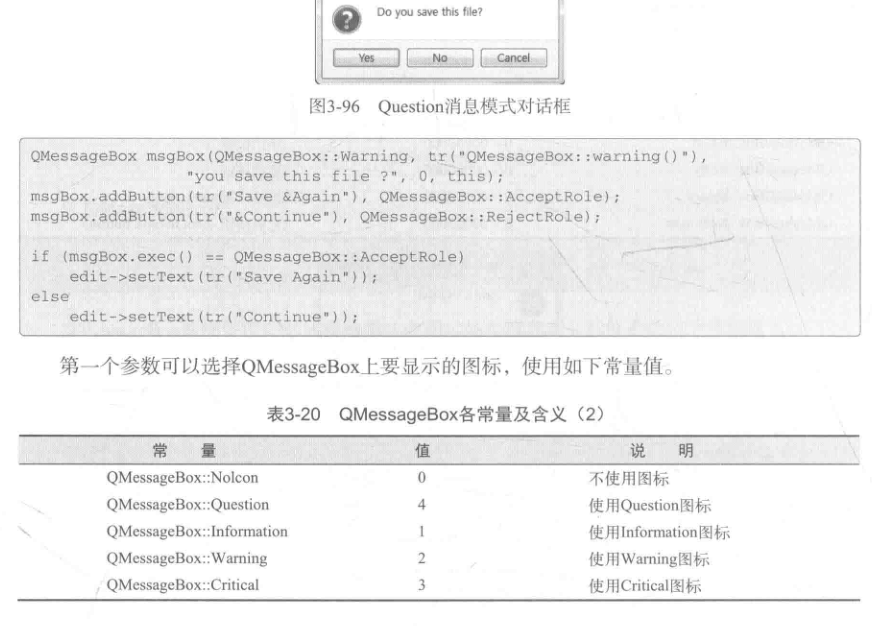 Do you save this file?
Yes No Cancel
图3-96 Question消息模式对话框
QMessageBox msgBox(QMessageBox::Warning, tr("QMessageBox::warning()"),
"you save this file ?", 0, this);
msgBox.addButton(tr("Save &Again"), QMessageBox::AcceptRole);
msgBox.addButton(tr("&Continue"), QMessageBox::RejectRole);
if (msgBox.exec() == QMessageBox::AcceptRole)
edit->setText(tr("Save Again"));
else
edit->setText(tr("Continue"));
第一个参数可以选择QMessageBox上要显示的图标，使用如下常量值。
表3-20 QMessageBox各常量及含义（2）
常 量 值 说 明
QMessageBox::NoIcon 0 不使用图标
QMessageBox::Question 4 使用Question图标
QMessageBox::Information 1 使用Information图标
QMessageBox::Warning 2 使用Warning图标
QMessageBox::Critical 3 使用Critical图标